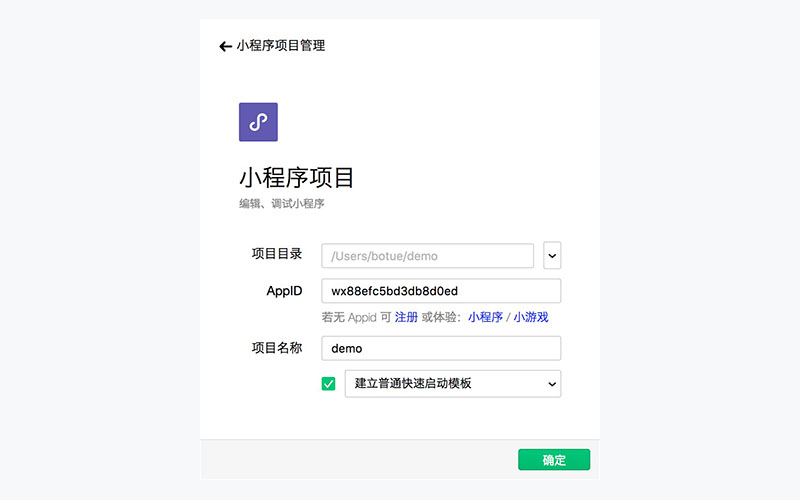 小程序项目管理
小程序项目
编辑、调试小程序
项目目录 /Users/botue/demo
AppID wx88efc5bd3db8d0ed
若无 Appid 可 注册 或体验： 小程序 / 小游戏
项目名称 demo
建立普通快速启动模板
确定